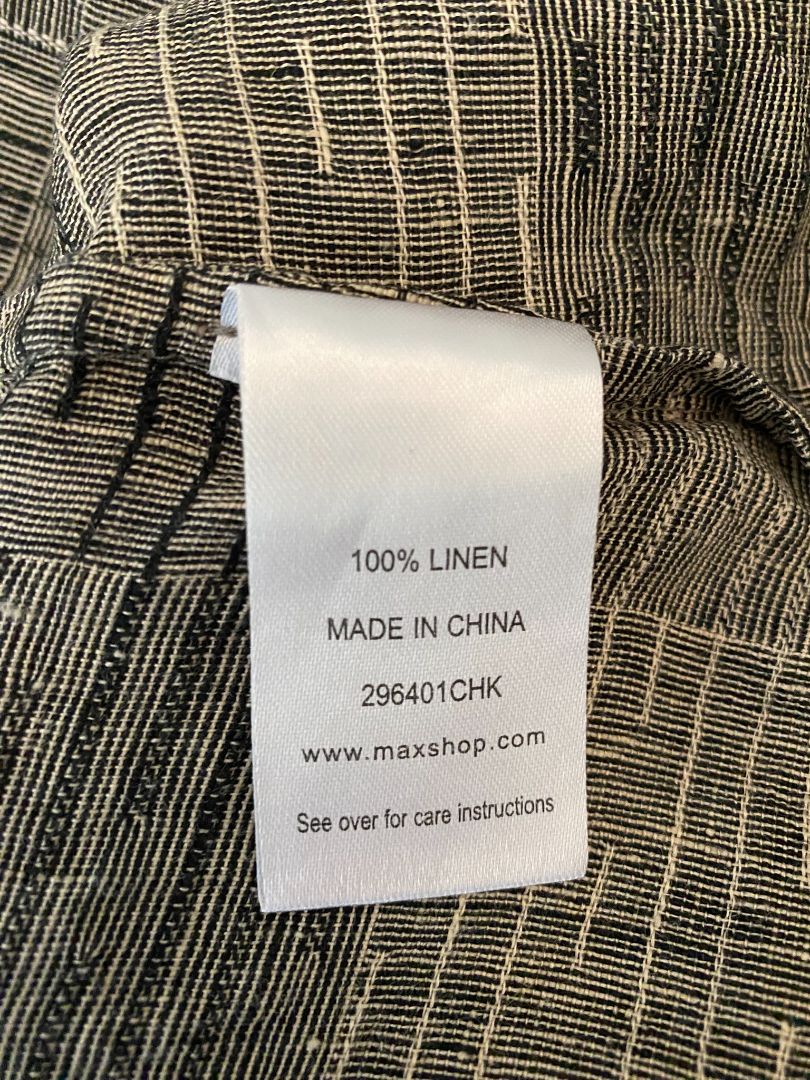 100% LINEN
MADE IN CHINA
296401CHK
www.maxshop.com
See over for care instructions